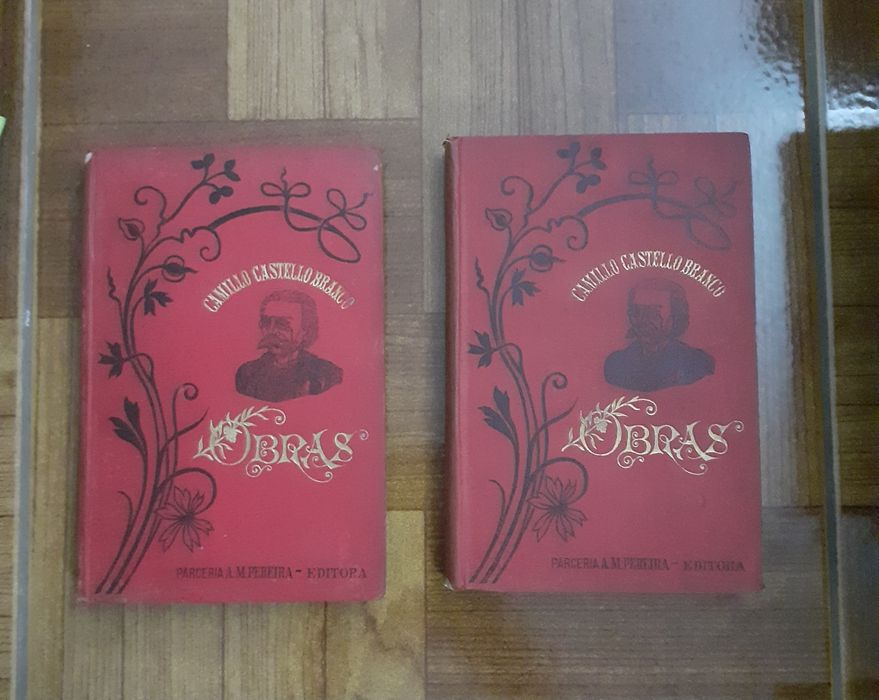 CAMILLO CASTELLO BRANCO
OBRAS
PARCERIA A. M. PEREIRA - EDITORA
CAMILLO CASTELLO BRANCO
OBRAS
PARCERIA A. M. PEREIRA - EDITORA